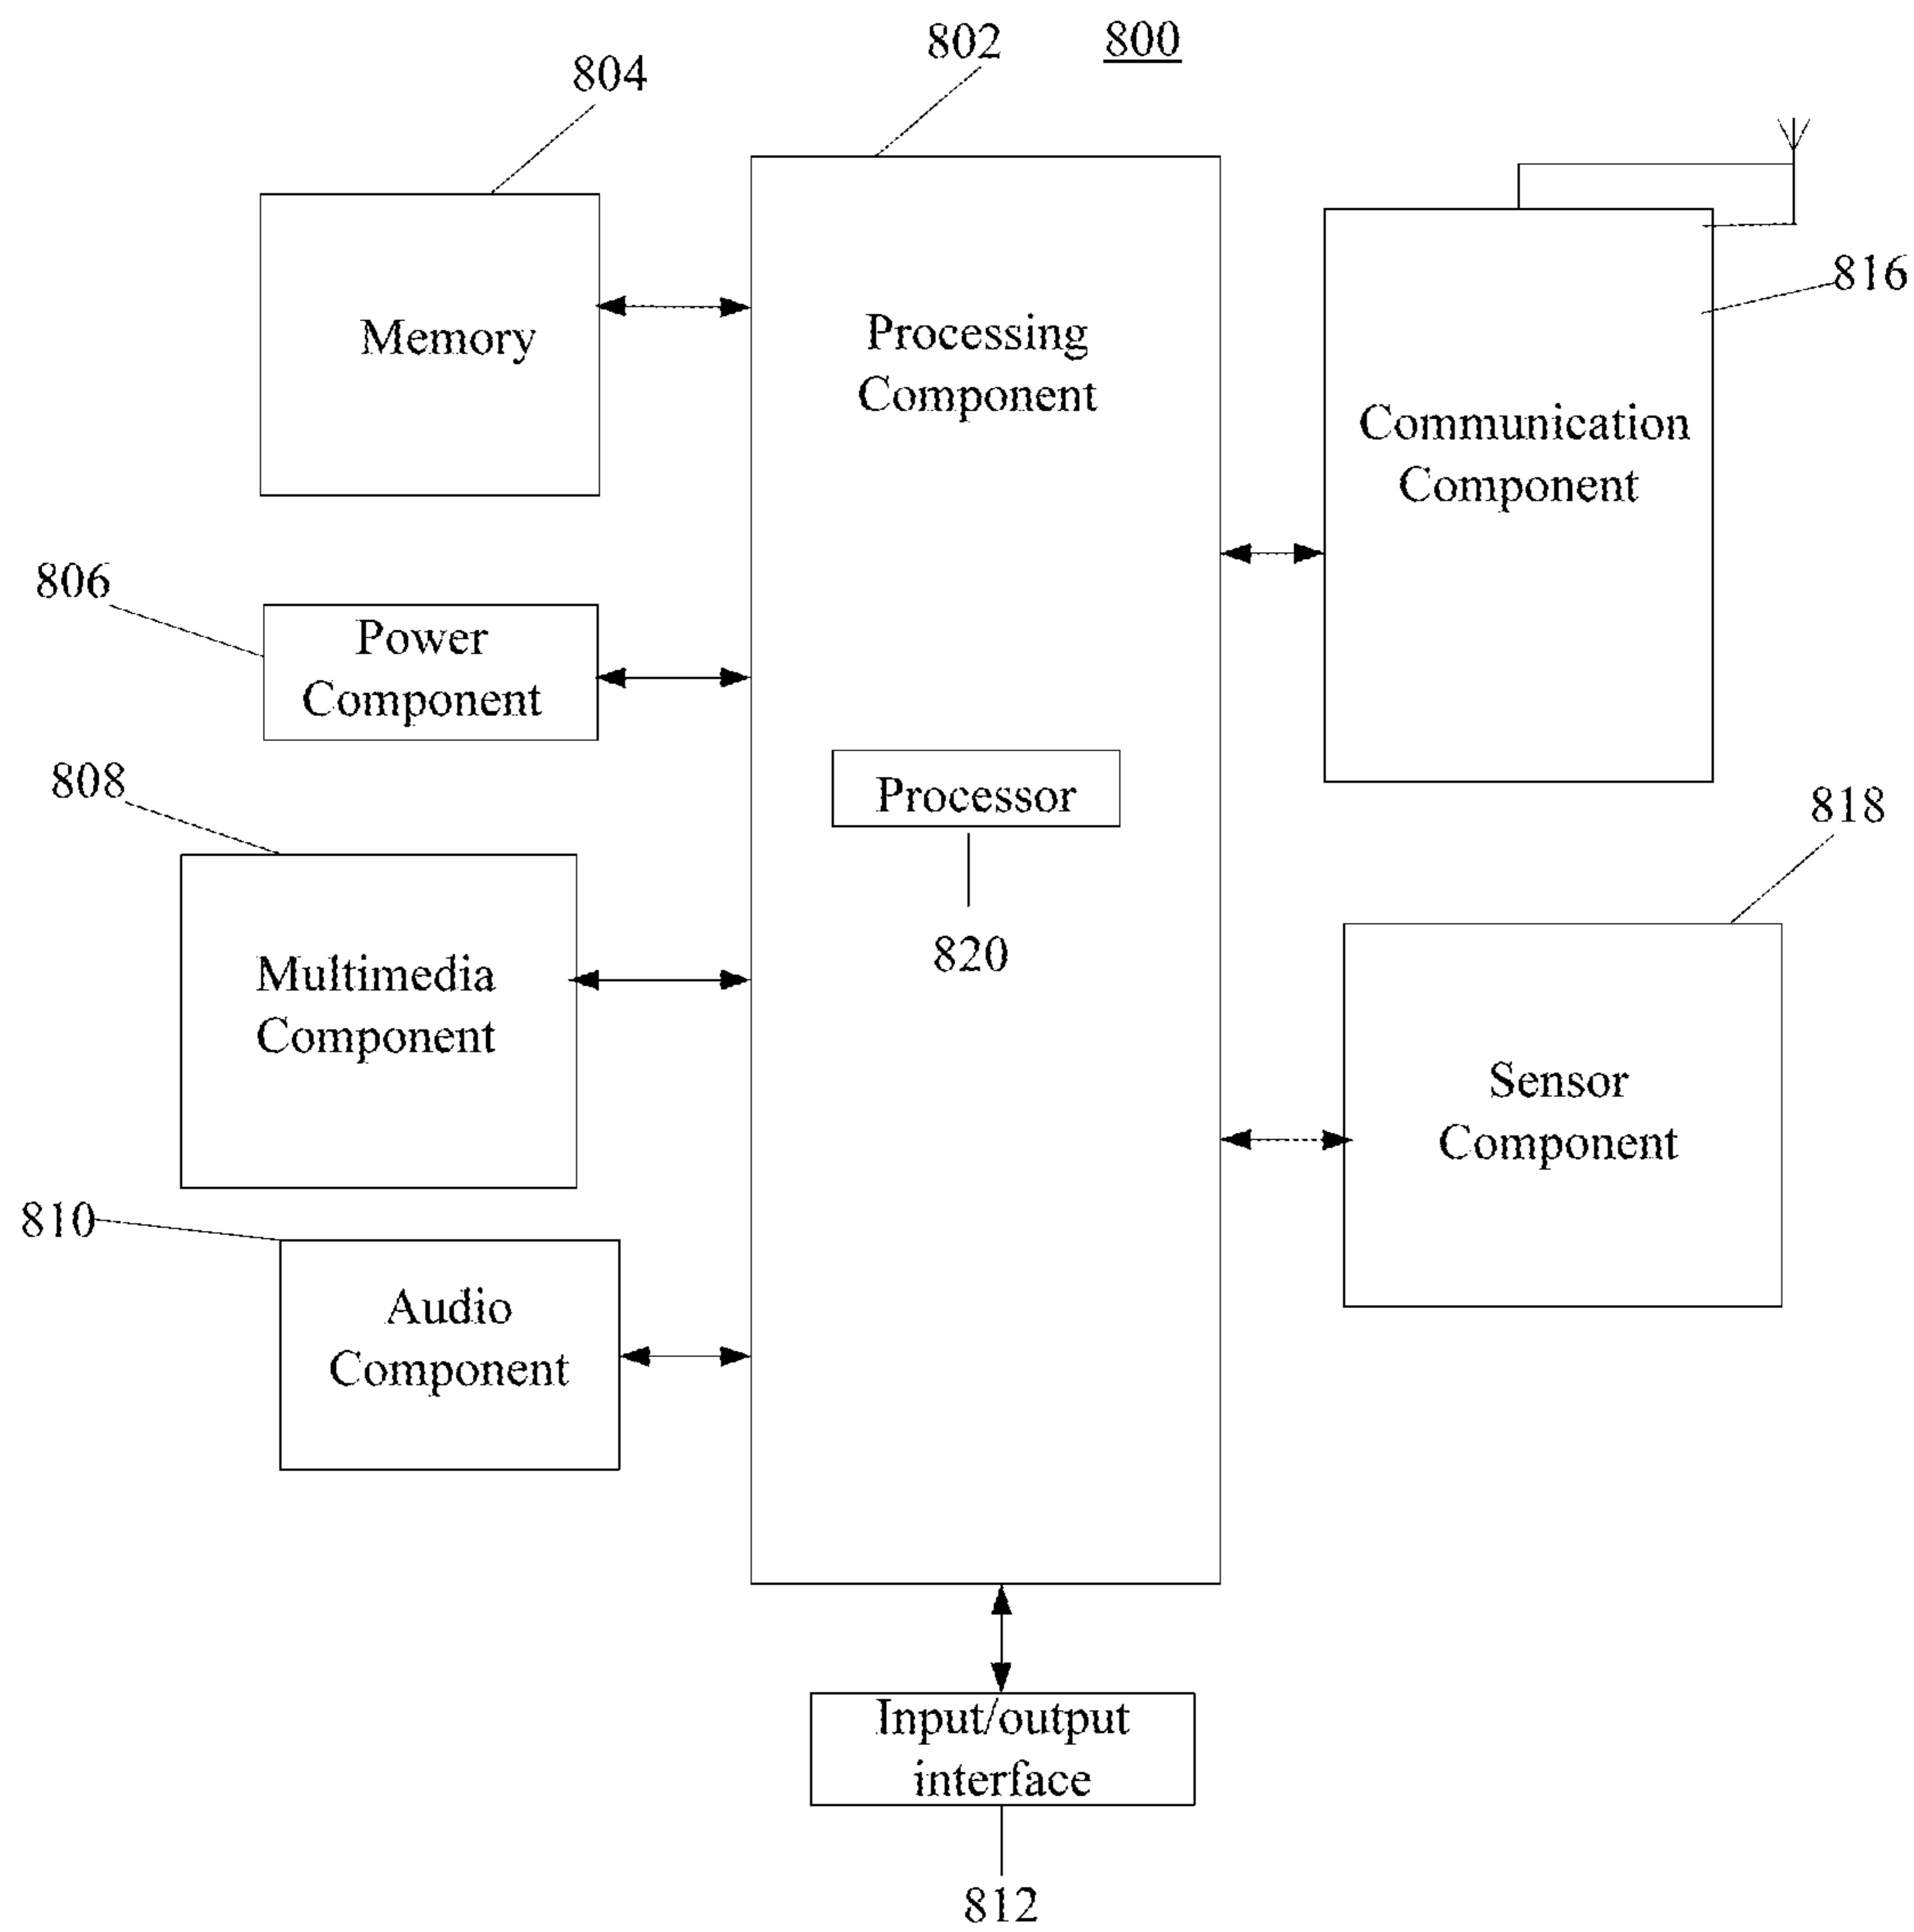 802
800
804
816
Memory
Processing
Component
Communication
Component
806
Power
Component
808
Processor
818
820
Multimedia
Component
Sensor
Component
810
Audio
Component
Input/output
interface
812